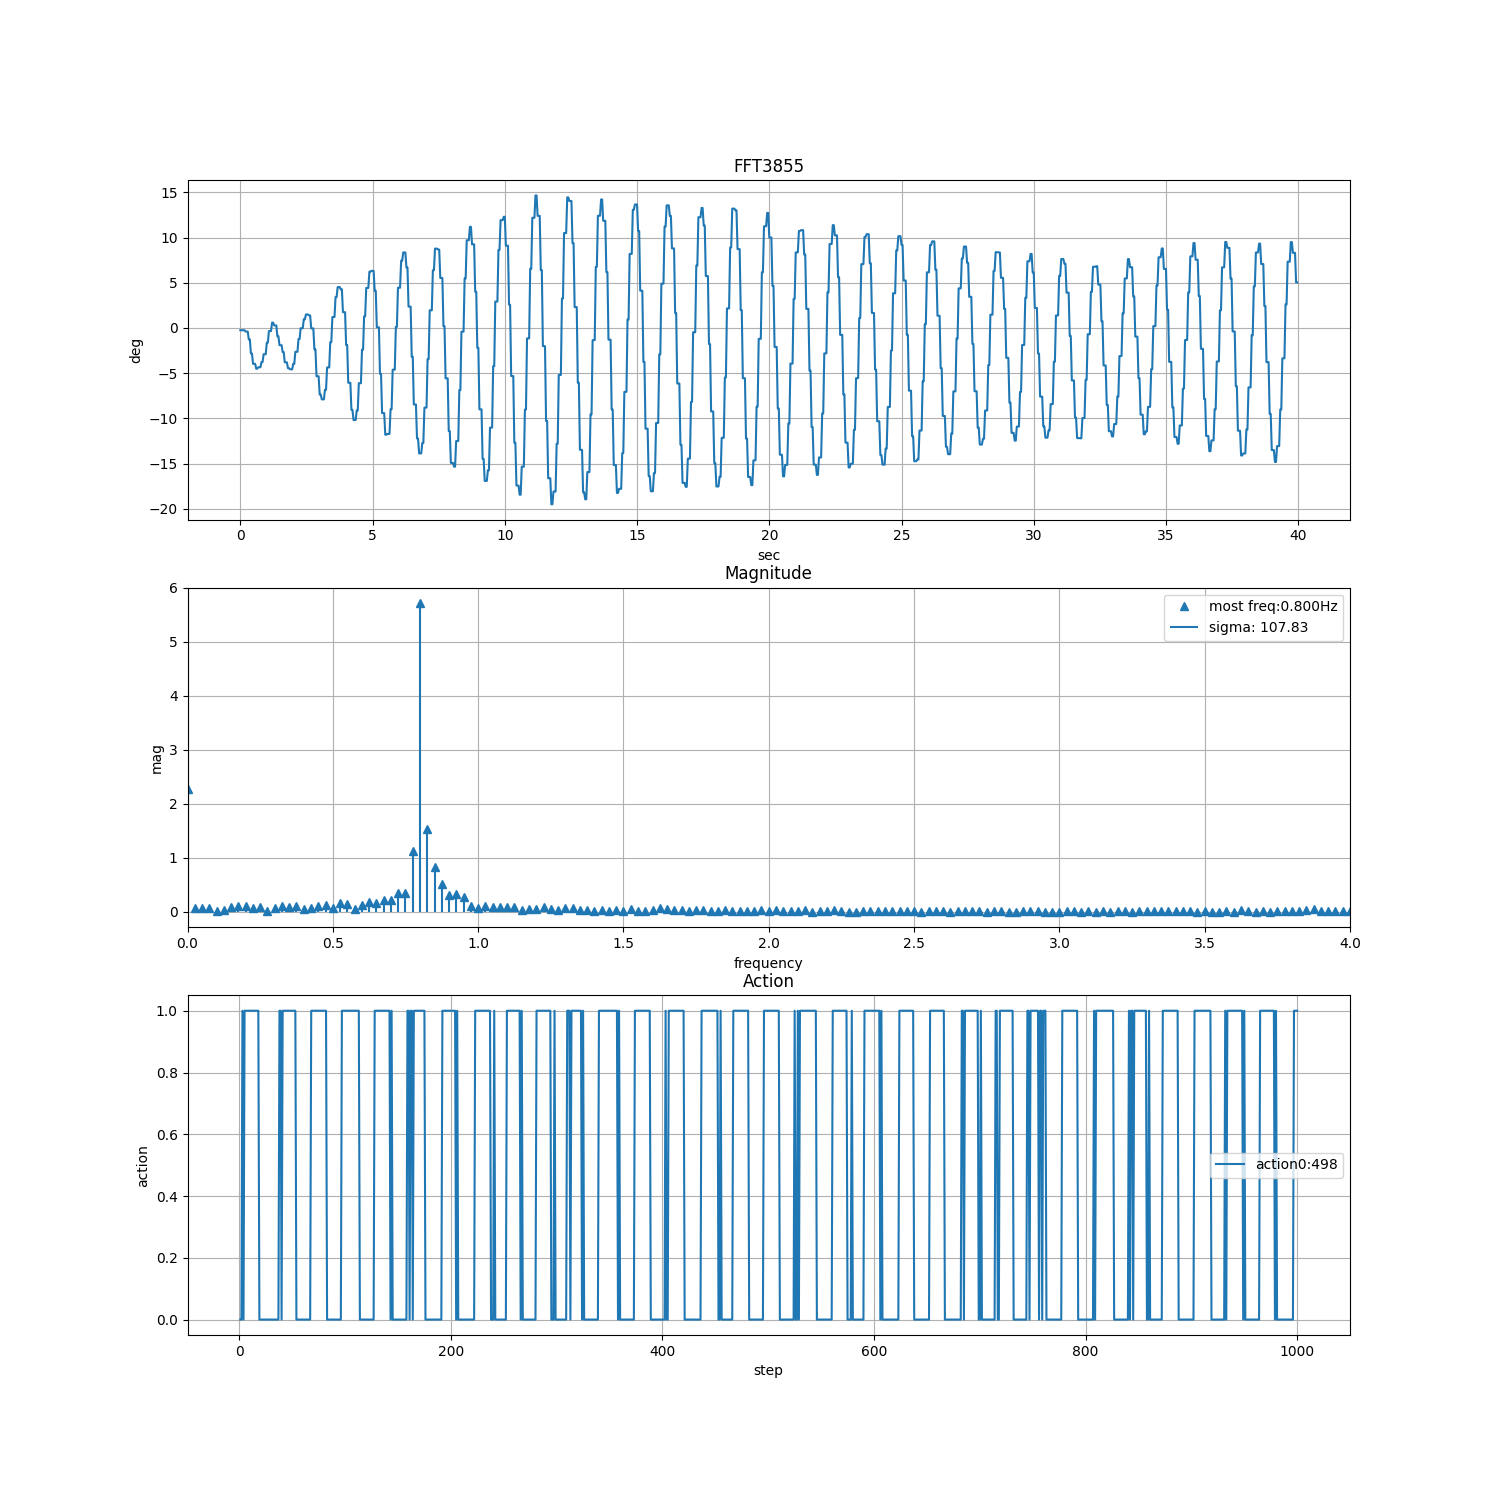 FFT3855
15
10
5
0
−5
−10
−15
−20
deg
0 5 10 15 20 25 30 35 40
sec
Magnitude
6
5
4
3
2
1
0
mag
most freq:0.800Hz
sigma: 107.83
0.0 0.5 1.0 1.5 2.0 2.5 3.0 3.5 4.0
frequency
Action
1.0
0.8
0.6
0.4
0.2
0.0
action
action0:498
0 200 400 600 800 1000
step